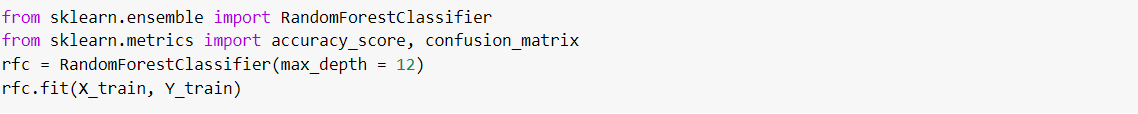 from sklearn.ensemble import RandomForestClassifier
from sklearn.metrics import accuracy_score, confusion_matrix
rfc = RandomForestClassifier(max_depth = 12)
rfc.fit(X_train, Y_train)